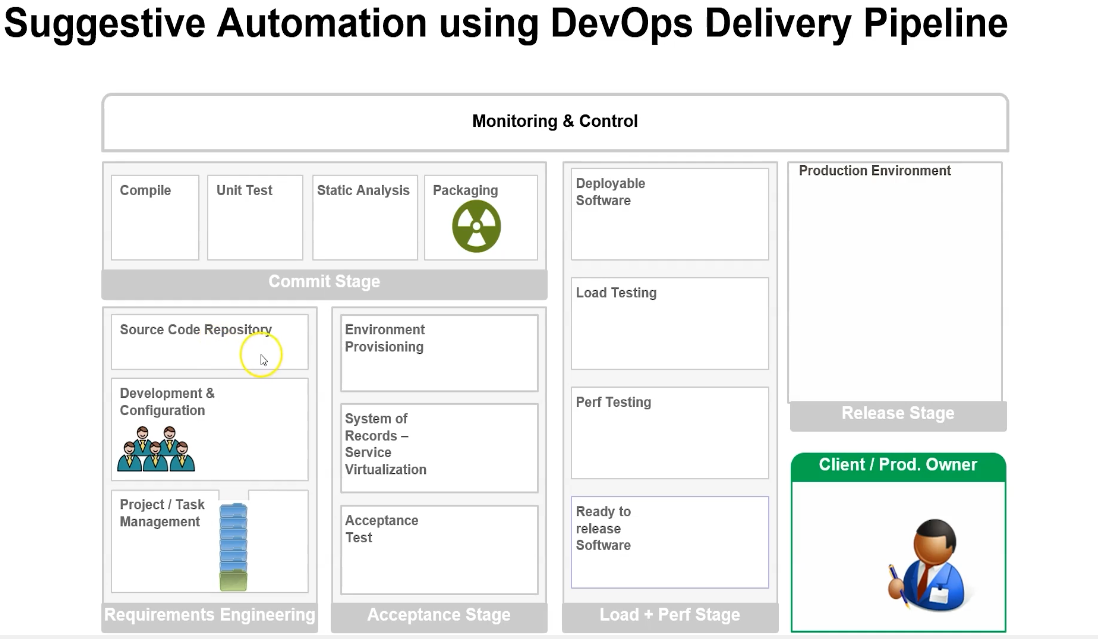 Suggestive Automation using DevOps Delivery Pipeline
Monitoring & Control
Compile
Unit Test
Static Analysis
Packaging
Commit Stage
Source Code Repository
Development &
Configuration
Project / Task
Management
Requirements Engineering
Environment
Provisioning
System of
Records –
Service
Virtualization
Acceptance
Test
Acceptance Stage
Deployable
Software
Load Testing
Perf Testing
Ready to
release
Software
Load + Perf Stage
Production Environment
Release Stage
Client / Prod. Owner